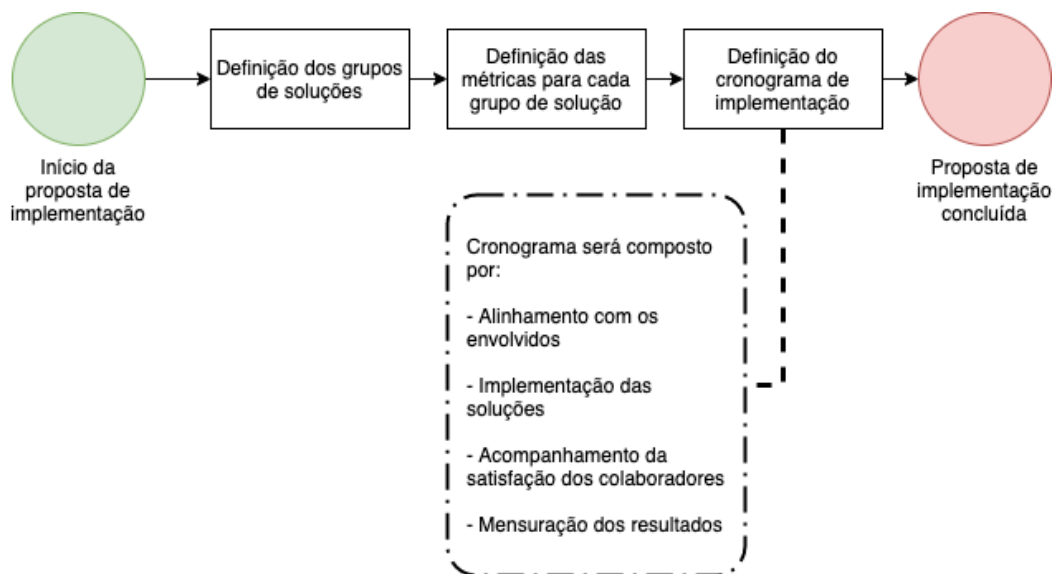 Definição dos grupos
de soluções
Definição das
métricas para cada
grupo de solução
Definição do
cronograma de
implementação
Início da
proposta de
implementação
Proposta de
implementação
concluída
Cronograma será composto
por:
- Alinhamento com os
envolvidos
- Implementação das
soluções
- Acompanhamento da
satisfação dos colaboradores
- Mensuração dos resultados